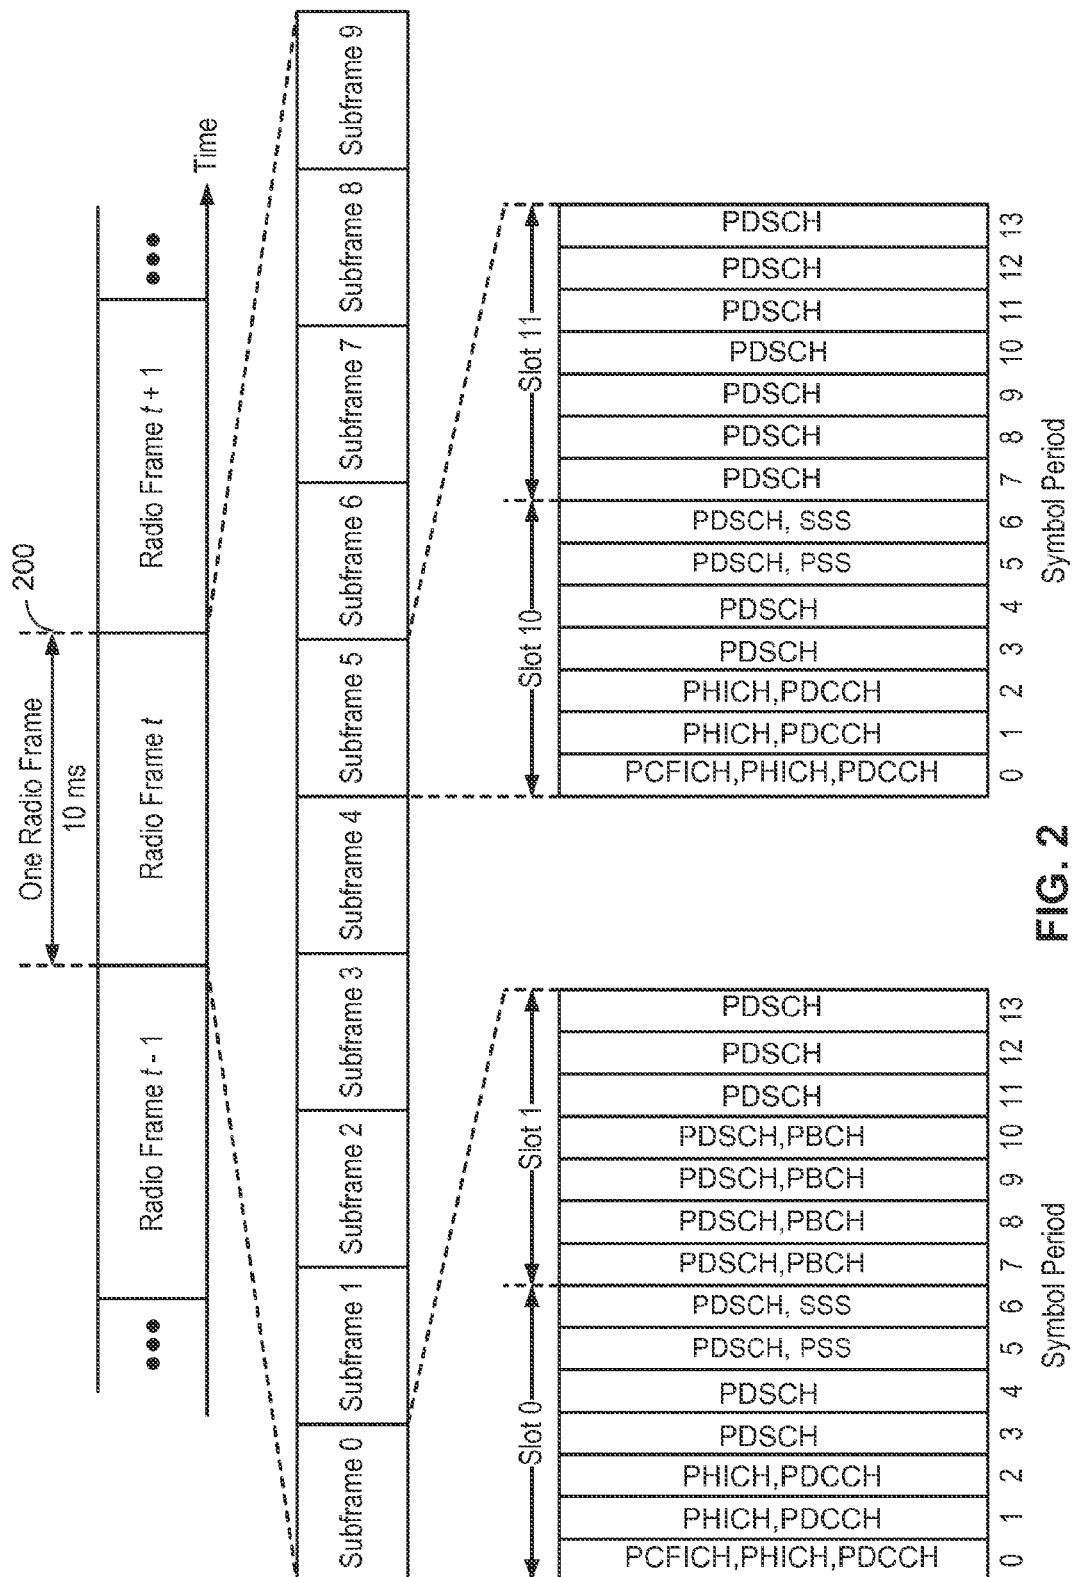 One Radio Frame
10 ms
200
Radio Frame t - 1
Radio Frame t
Radio Frame t + 1
Time
Subframe 0
Subframe 1
Subframe 2
Subframe 3
Subframe 4
Subframe 5
Subframe 6
Subframe 7
Subframe 8
Subframe 9
Slot 0
Slot 1
PCFICH,PHICH,PDCCH
PHICH,PDCCH
PHICH,PDCCH
PDSCH
PDSCH
PDSCH, PSS
PDSCH, SSS
PDSCH,PBCH
PDSCH,PBCH
PDSCH,PBCH
PDSCH,PBCH
PDSCH
PDSCH
PDSCH
0 1 2 3 4 5 6 7 8 9 10 11 12 13
Symbol Period
Slot 10
Slot 11
PCFICH,PHICH,PDCCH
PHICH,PDCCH
PHICH,PDCCH
PDSCH
PDSCH
PDSCH, PSS
PDSCH, SSS
PDSCH
PDSCH
PDSCH
PDSCH
PDSCH
PDSCH
PDSCH
0 1 2 3 4 5 6 7 8 9 10 11 12 13
Symbol Period
FIG. 2